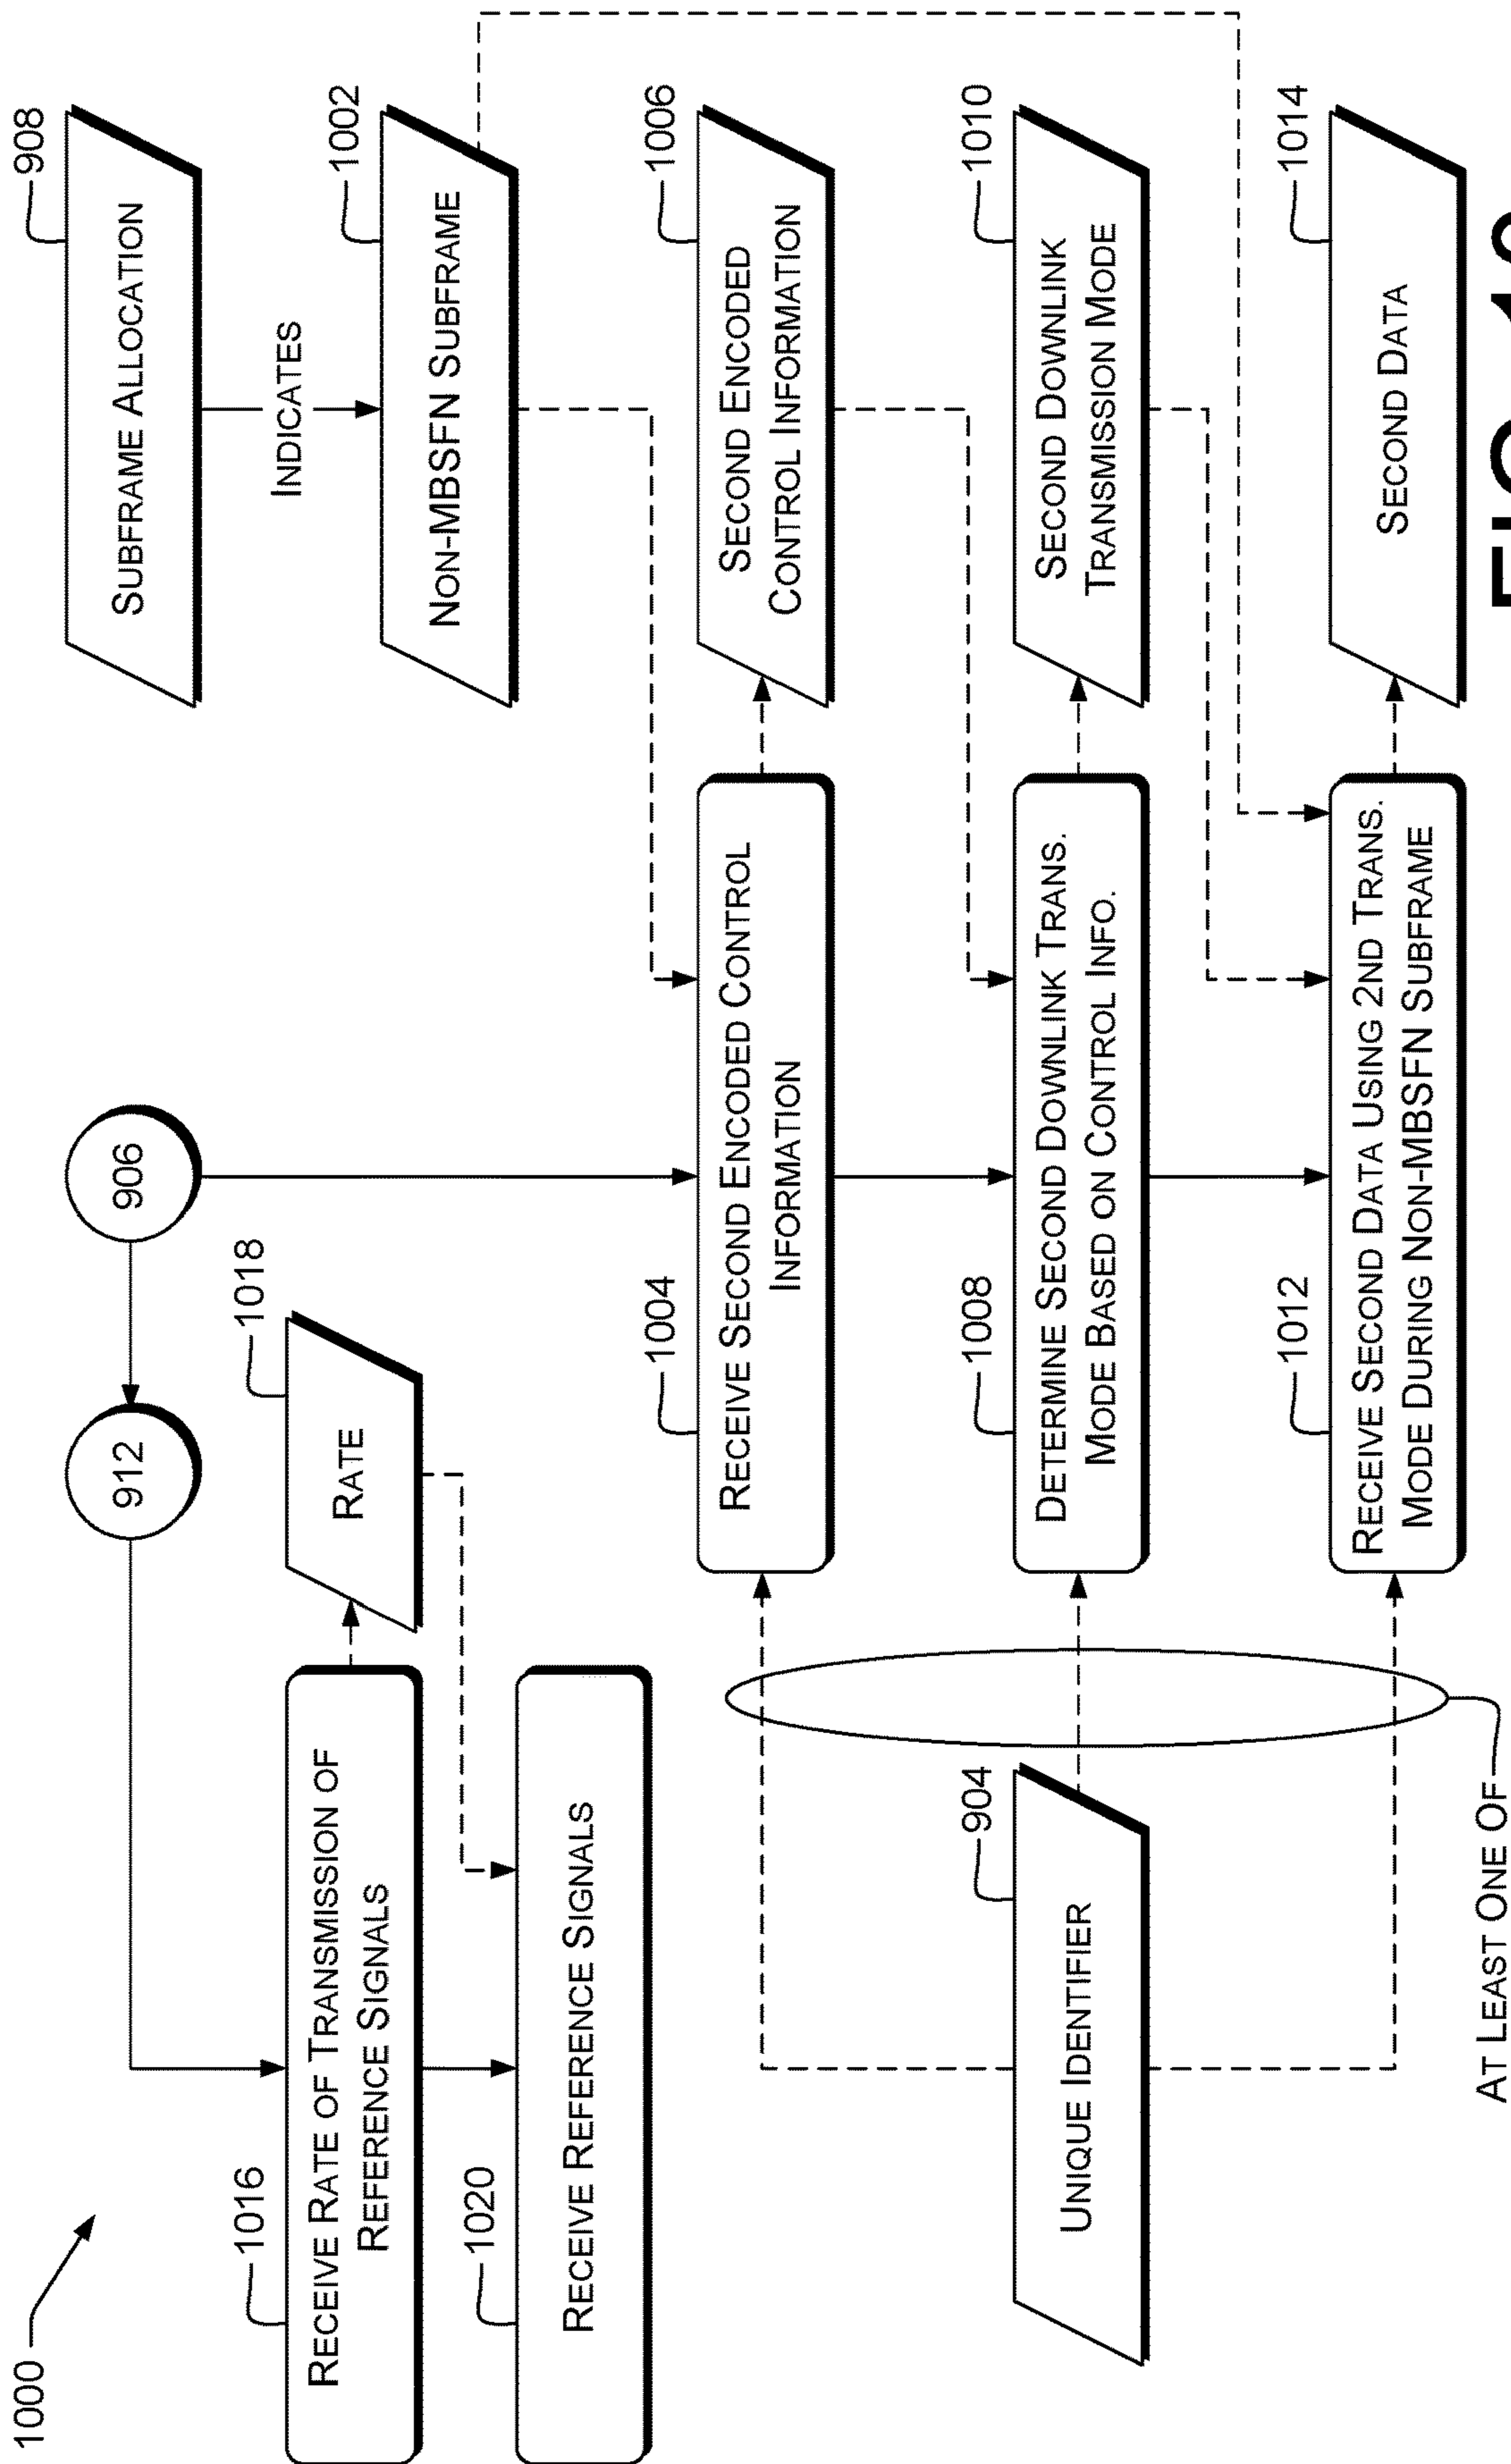 1000
906
912
908
SUBFRAME ALLOCATION
INDICATES
1016
RECEIVE RATE OF TRANSMISSION OF
REFERENCE SIGNALS
1018
RATE
1002
NON-MBSFN SUBFRAME
1020
RECEIVE REFERENCE SIGNALS
1004
RECEIVE SECOND ENCODED CONTROL
INFORMATION
1006
SECOND ENCODED
CONTROL INFORMATION
904
UNIQUE IDENTIFIER
1008
DETERMINE SECOND DOWNLINK TRANS.
MODE BASED ON CONTROL INFO.
1010
SECOND DOWNLINK
TRANSMISSION MODE
1012
RECEIVE SECOND DATA USING 2ND TRANS.
MODE DURING NON-MBSFN SUBFRAME
1014
SECOND DATA
AT LEAST ONE OF